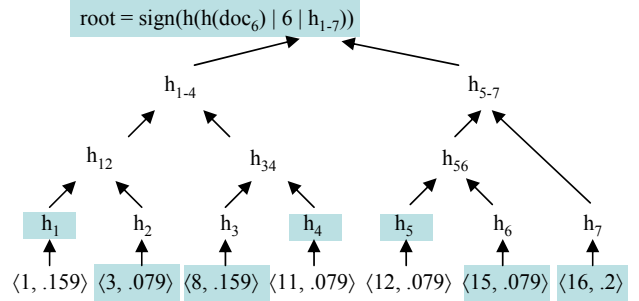 root = sign(h(h(doc₆) | 6 | h₁₋₇))
h₁₋₄ h₅₋₇
h₁₂ h₃₄ h₅₆
h₁ h₂ h₃ h₄ h₅ h₆ h₇
⟨1, .159⟩ ⟨3, .079⟩ ⟨8, .159⟩ ⟨11, .079⟩ ⟨12, .079⟩ ⟨15, .079⟩ ⟨16, .2⟩